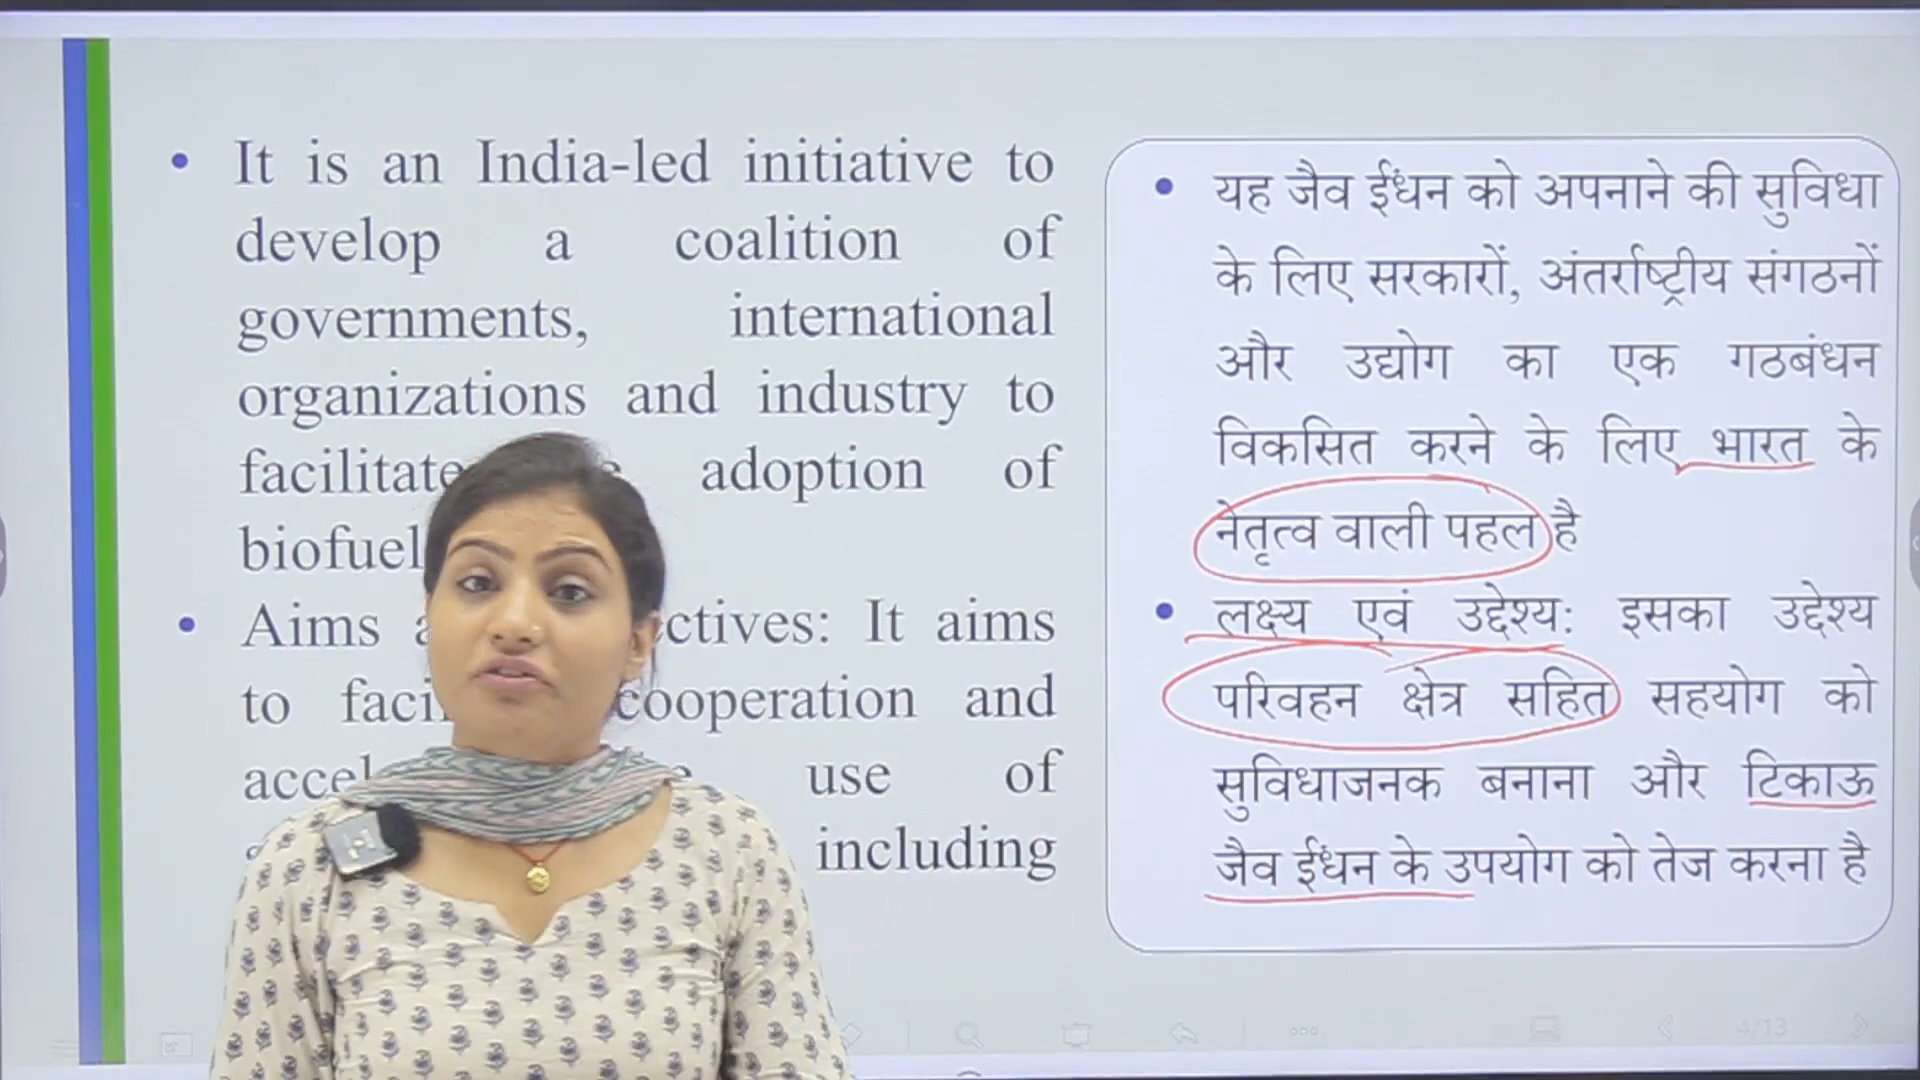 It is an India-led initiative to
develop a coalition of
governments, international
organizations and industry to
facilitate adoption of
biofuel
Aims ctives: It aims
to faci cooperation and
accel use of
including
यह जैव ईंधन को अपनाने की सुविधा
के लिए सरकारों, अंतर्राष्ट्रीय संगठनों
और उद्योग का एक गठबंधन
विकसित करने के लिए भारत के
नेतृत्व वाली पहल है
लक्ष्य एवं उद्देश्य: इसका उद्देश्य
परिवहन क्षेत्र सहित सहयोग को
सुविधाजनक बनाना और टिकाऊ
जैव ईंधन के उपयोग को तेज करना है
4/13